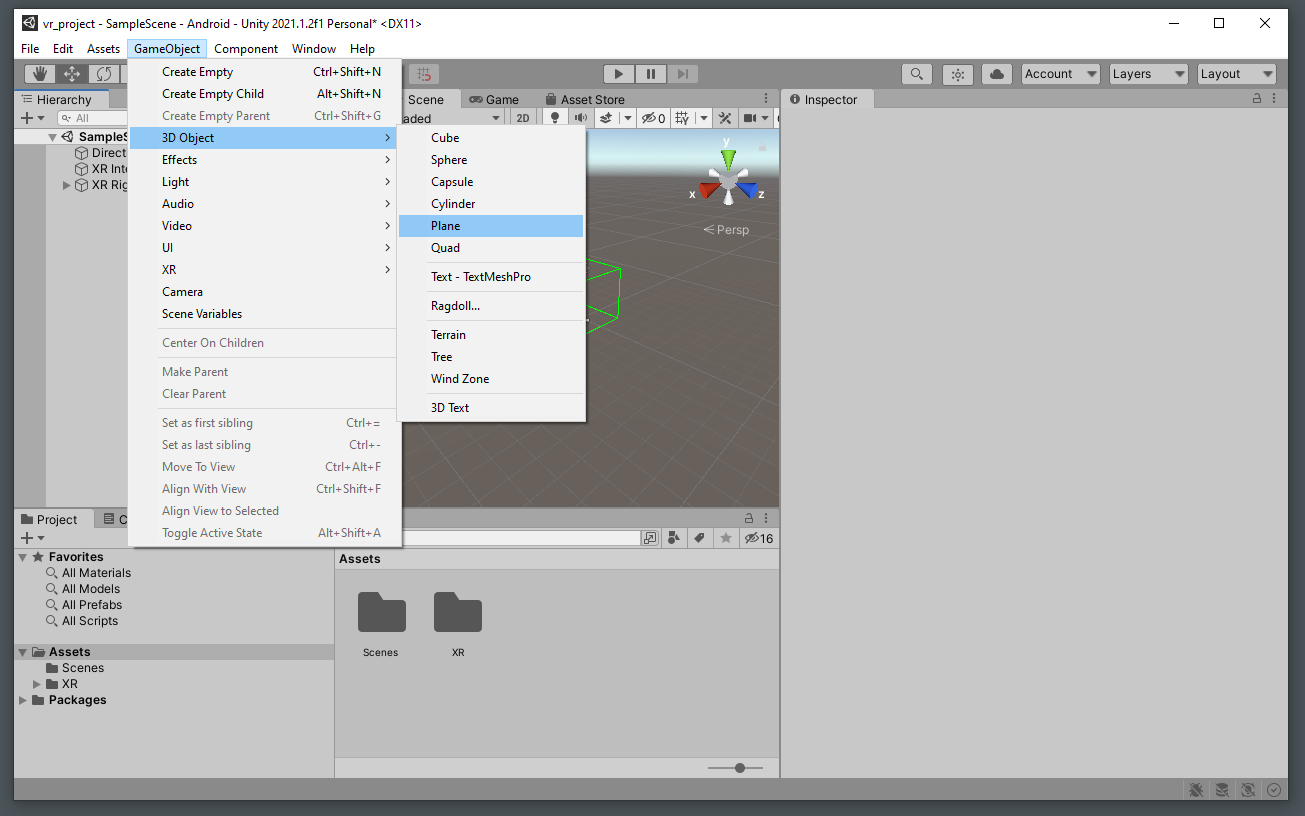 vr_project - SampleScene - Android - Unity 2021.1.2f1 Personal* <DX11>
File Edit Assets GameObject Component Window Help
Account Layers Layout
Hierarchy
All
SampleS
Direct
XR Inte
XR Rig
Create Empty Ctrl+Shift+N
Create Empty Child Alt+Shift+N
Create Empty Parent Ctrl+Shift+G
3D Object
Effects
Light
Audio
Video
UI
XR
Camera
Scene Variables
Center On Children
Make Parent
Clear Parent
Set as first sibling Ctrl+=
Set as last sibling Ctrl+-
Move To View Ctrl+Alt+F
Align With View Ctrl+Shift+F
Align View to Selected
Toggle Active State Alt+Shift+A
Scene Game Asset Store
aded 2D 0
Cube
Sphere
Capsule
Cylinder
Plane
Quad
Text - TextMeshPro
Ragdoll...
Terrain
Tree
Wind Zone
3D Text
y
x z
Persp
Inspector
Project C
16
Favorites
All Materials
All Models
All Prefabs
All Scripts
Assets
Scenes
XR
Packages
Assets
Scenes XR